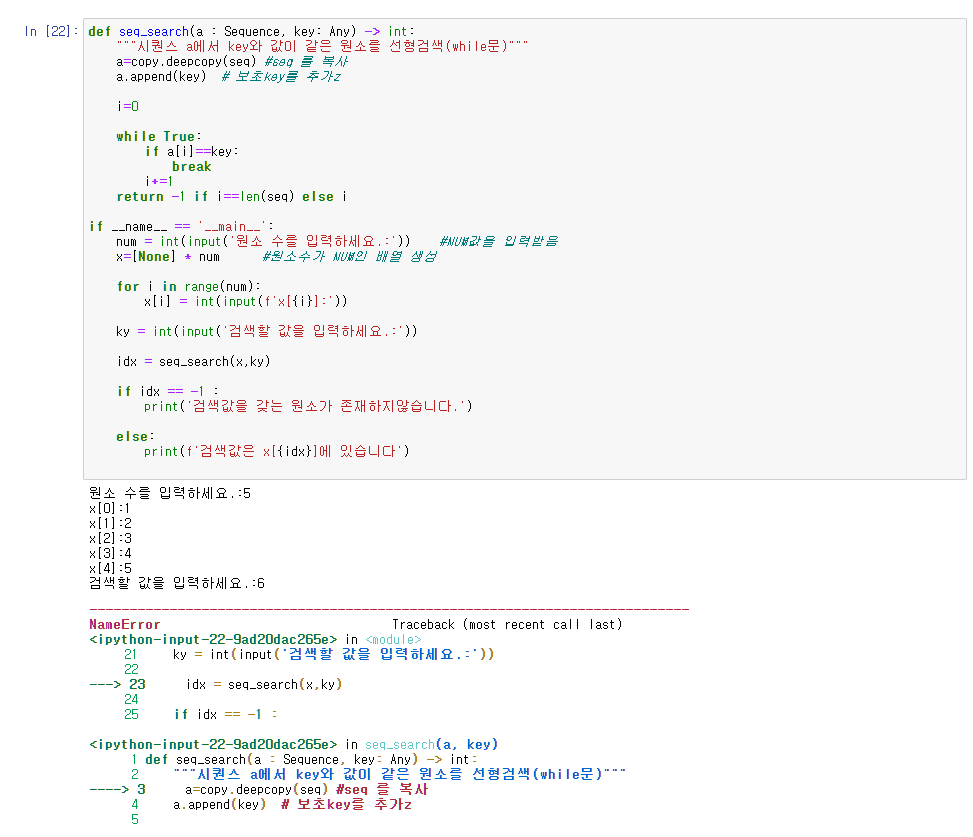 In [22]: def seq_search(a : Sequence, key: Any) -> int:
"""시퀀스 a에서 key와 값이 같은 원소를 선형검색(while문)"""
a=copy.deepcopy(seq) #seq 를 복사
a.append(key)  # 보초key를 추가z
i=0
while True:
if a[i]==key:
break
i+=1
return -1 if i==len(seq) else i
if __name__ == '__main__':
num = int(input('원소 수를 입력하세요.:'))    #NUM값을 입력받음
x=[None] * num    #원소수가 NUM인 배열 생성
for i in range(num):
x[i] = int(input(f'x[{i}]:'))
ky = int(input('검색할 값을 입력하세요.:'))
idx = seq_search(x,ky)
if idx == -1 :
print('검색값을 갖는 원소가 존재하지않습니다.')
else:
print(f'검색값은 x[{idx}]에 있습니다')
원소 수를 입력하세요.:5
x[0]:1
x[1]:2
x[2]:3
x[3]:4
x[4]:5
검색할 값을 입력하세요.:6
---------------------------------------------------------------------------
NameError                                 Traceback (most recent call last)
<ipython-input-22-9ad20dac265e> in <module>
21     ky = int(input('검색할 값을 입력하세요.:'))
22
---> 23     idx = seq_search(x,ky)
24
25     if idx == -1 :
<ipython-input-22-9ad20dac265e> in seq_search(a, key)
1 def seq_search(a : Sequence, key: Any) -> int:
2     """시퀀스 a에서 key와 값이 같은 원소를 선형검색(while문)"""
----> 3     a=copy.deepcopy(seq) #seq 를 복사
4     a.append(key)  # 보초key를 추가z
5